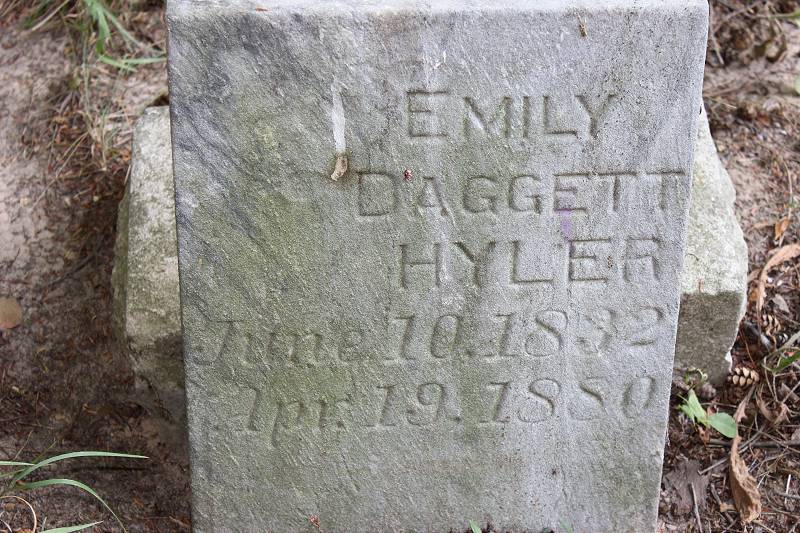 EMILY
DAGGETT
HYLER
June 10. 1832
Apr. 19. 1880